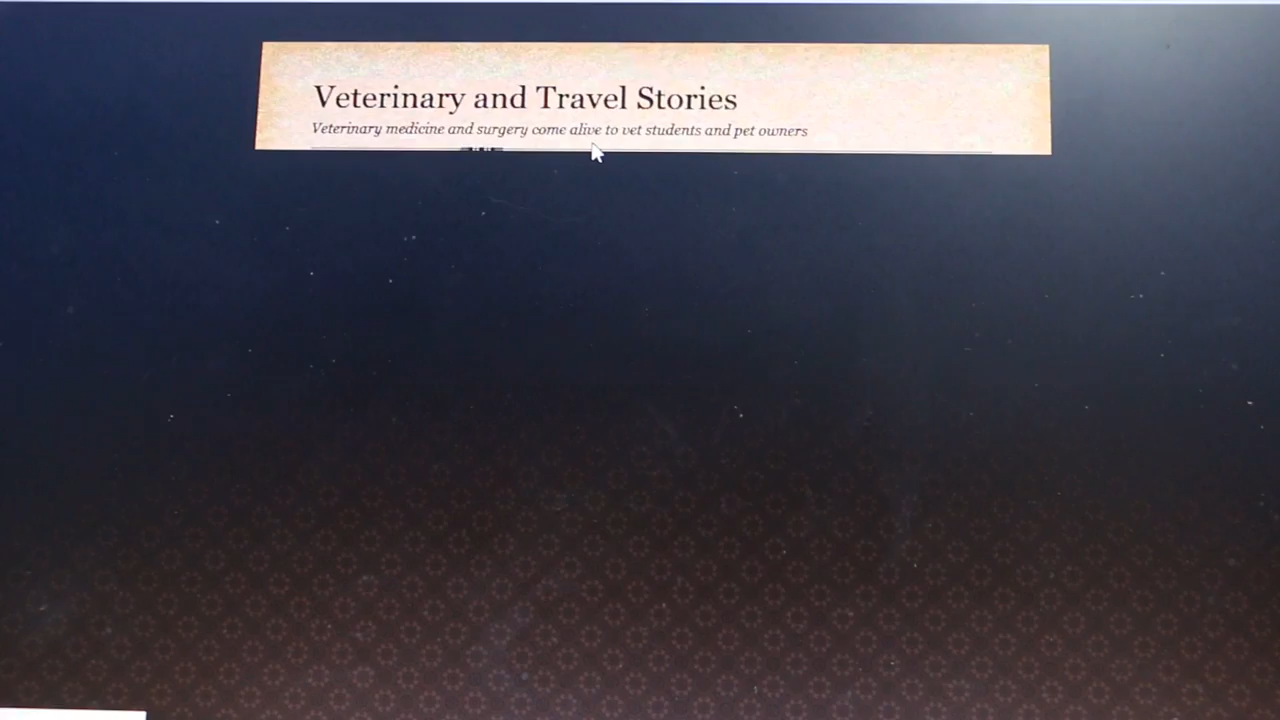 Veterinary and Travel Stories
Veterinary medicine and surgery come alive to vet students and pet owners